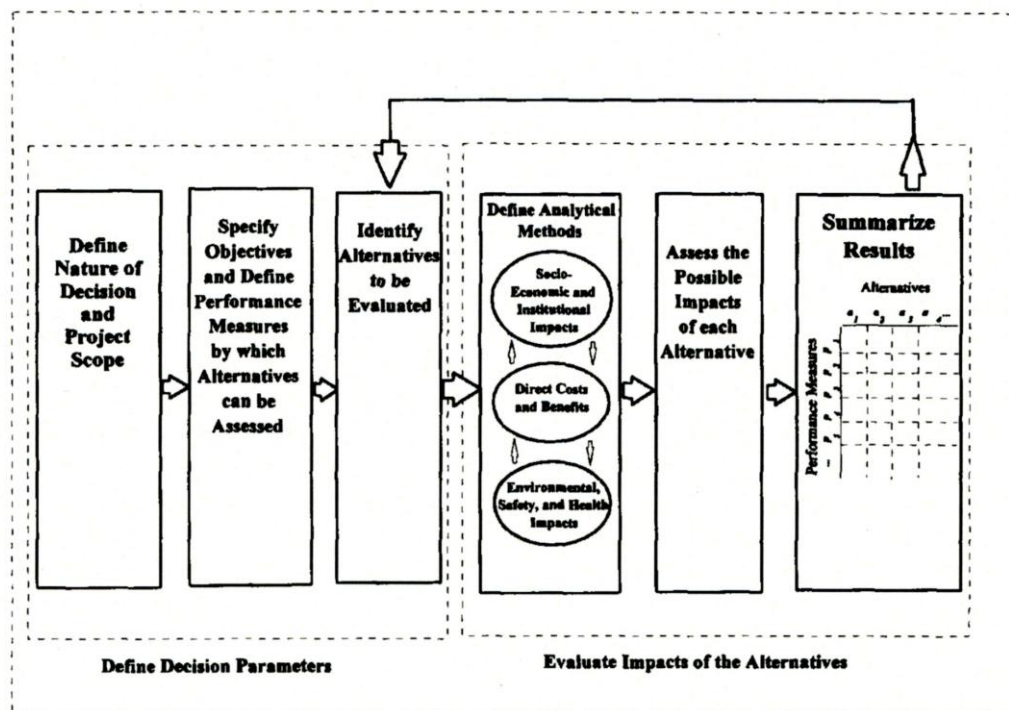 Define
Nature of
Decision
and
Project
Scope
Specify
Objectives
and Define
Performance
Measures
by which
Alternatives
can be
Assessed
Identify
Alternatives
to be
Evaluated
Define Analytical
Methods
Socio-
Economic and
Institutional
Impacts
Direct Costs
and Benefits
Environmental,
Safety, and Health
Impacts
Assess the
Possible
Impacts
of each
Alternative
Summarize
Results
Alternatives
Performance Measures
Define Decision Parameters
Evaluate Impacts of the Alternatives